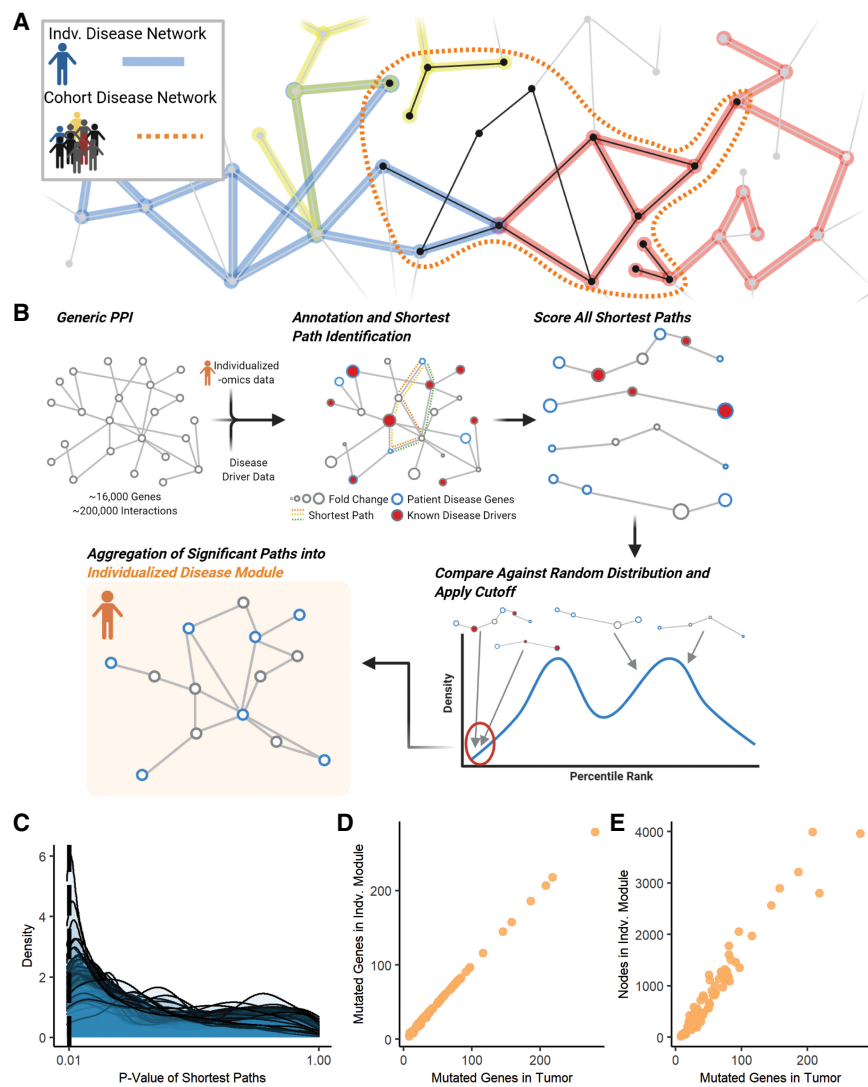 A
Indv. Disease Network
Cohort Disease Network
B
Generic PPI
Individualized
-omics data
Disease
Driver Data
~16,000 Genes
~200,000 Interactions
Annotation and Shortest
Path Identification
Fold Change
Patient Disease Genes
Shortest Path
Known Disease Drivers
Score All Shortest Paths
Aggregation of Significant Paths into
Individualized Disease Module
Compare Against Random Distribution and
Apply Cutoff
Density
Percentile Rank
C
Density
6
4
2
0
0.01
1.00
P-Value of Shortest Paths
D
Mutated Genes in Indv. Module
200
100
0
0
100
200
Mutated Genes in Tumor
E
Nodes in Indv. Module
4000
3000
2000
1000
0
0
100
200
Mutated Genes in Tumor